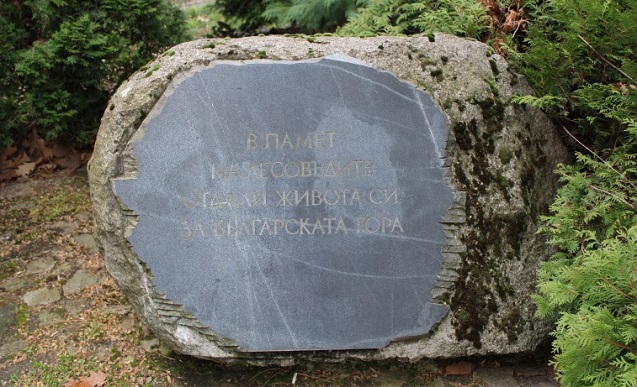 В ПАМЕТ
НА ЛЕСОВЕДИТЕ
ОТДАЛИ ЖИВОТА СИ
ЗА БЪЛГАРСКАТА ГОРА